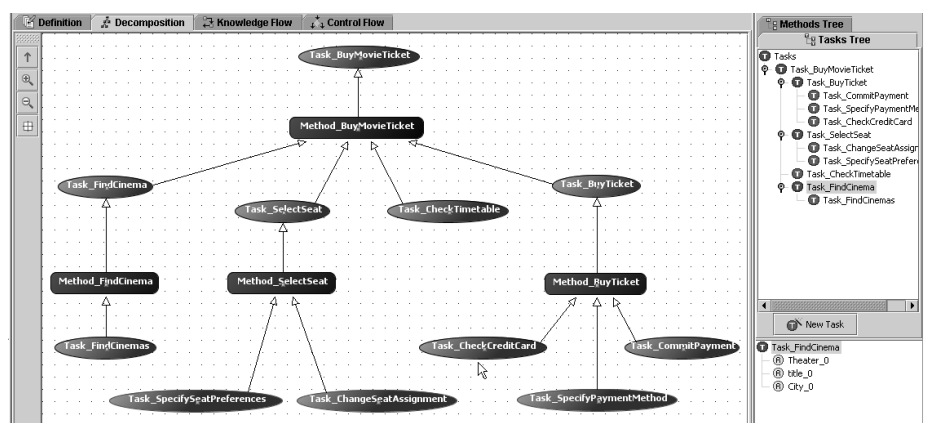 Definition
Decomposition
Knowledge Flow
Control Flow
Task_BuyMovieTicket
Method_BuyMovieTicket
Task_FindCinema
Task_BuyTicket
Task_SelectSeat
Task_CheckTimetable
Method_FindCinema
Method_SelectSeat
Method_BuyTicket
Task_FindCinemas
Task_CheckCreditCard
Task_CommitPayment
Task_SpecifySeatPreferences
Task_ChangeSeatAssignment
Task_SpecifyPaymentMethod
Methods Tree
Tasks Tree
T Tasks
T Task_BuyMovieTicket
T Task_BuyTicket
T Task_CommitPayment
T Task_SpecifyPaymentMe
T Task_CheckCreditCard
T Task_SelectSeat
T Task_ChangeSeatAssign
T Task_SpecifySeatPrefere
T Task_CheckTimetable
T Task_FindCinema
T Task_FindCinemas
T New Task
T Task_FindCinema
R Theater_0
R title_0
R City_0